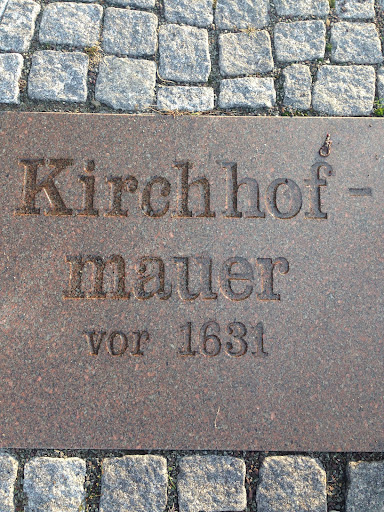 Kirchhof-
mauer
vor 1631